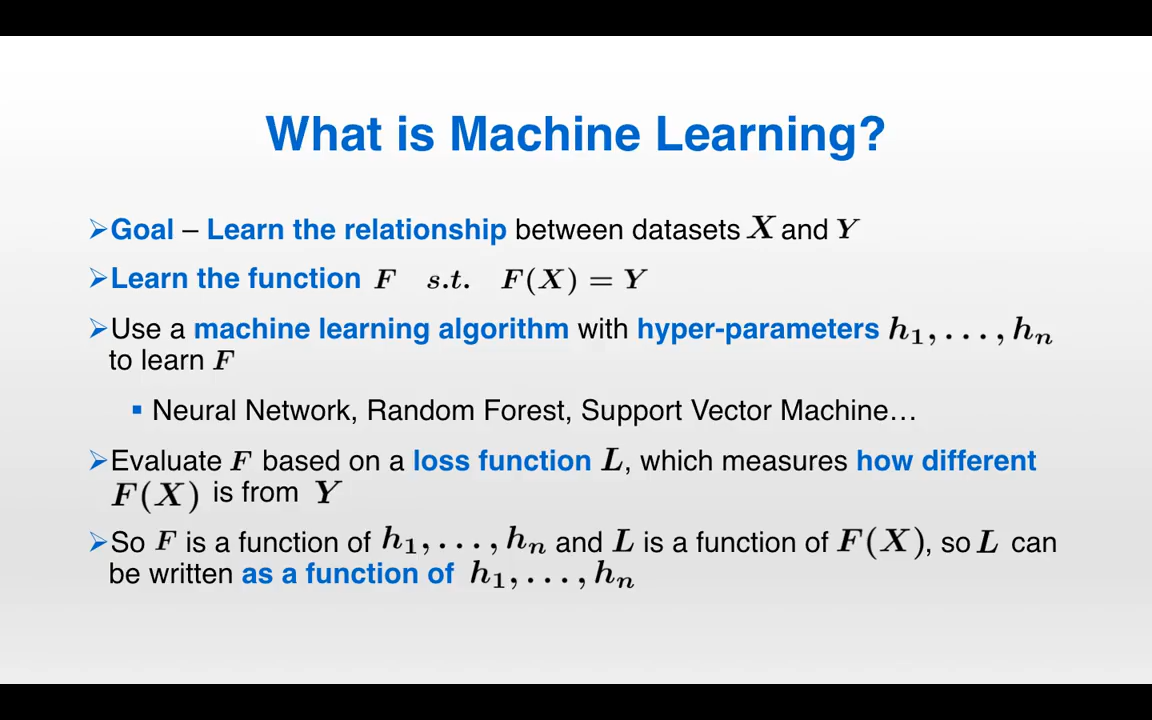 What is Machine Learning?
➢Goal – Learn the relationship between datasets X and Y
➢Learn the function F s.t. F(X) = Y
➢Use a machine learning algorithm with hyper-parameters h₁, . . . , hₙ
to learn F
▪ Neural Network, Random Forest, Support Vector Machine…
➢Evaluate F based on a loss function L, which measures how different
F(X) is from Y
➢So F is a function of h₁, . . . , hₙ and L is a function of F(X), so L can
be written as a function of h₁, . . . , hₙ